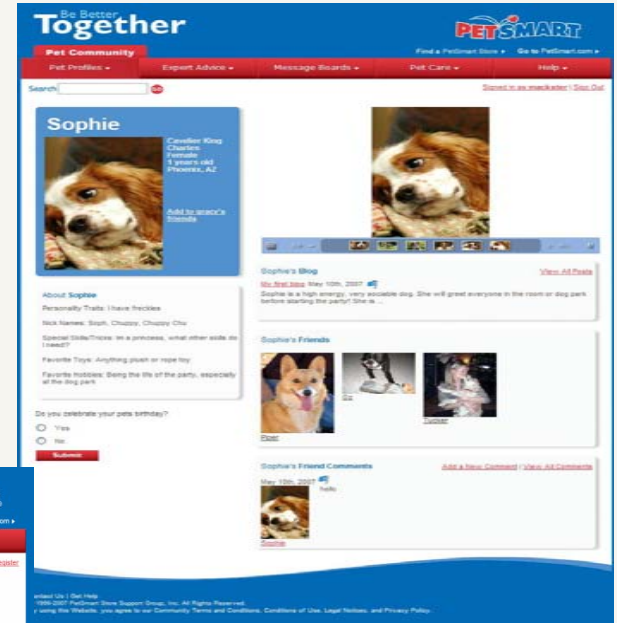 Be Better
Together
PETSMART
Pet Community
Find a PetSmart Store Go to PetSmart.com
Pet Profiles Expert Advice Message Boards Pet Care Help
Search GO
Signed in as | Sign Out
Sophie
Cavalier King
Charles
Female
1 years old
Phoenix, AZ
Add to grace's
friends
About Sophie
Personality Traits: I have freckles
Nick Names: Soph, Chuppy, Chuppy Chu
Special Skills/Tricks: Im a princess, what other skills do
I need?
Favorite Toys: Anything plush or rope toy
Favorite Hobbies: Being the life of the party, especially
at the dog park
Do you celebrate your pets birthday?
Yes
No
Submit
Sophie's Blog View All Posts
My first blog May 10th, 2007
Sophie is a high energy, very sociable dog. She will greet everyone in the room or dog park
before starting the party! She is ...
Sophie's Friends
Oz
Tucker
Piper
Sophie's Friend Comments Add a New Comment | View All Comments
May 10th, 2007
hello
Sophie
.com
register
Contact Us | Get Help
1999-2007 PetSmart Store Support Group, Inc. All Rights Reserved.
y using this Website, you agree to our Community Terms and Conditions, Conditions of Use, Legal Notices, and Privacy Policy.